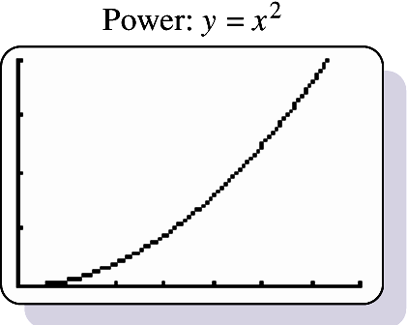 Power: y = x²